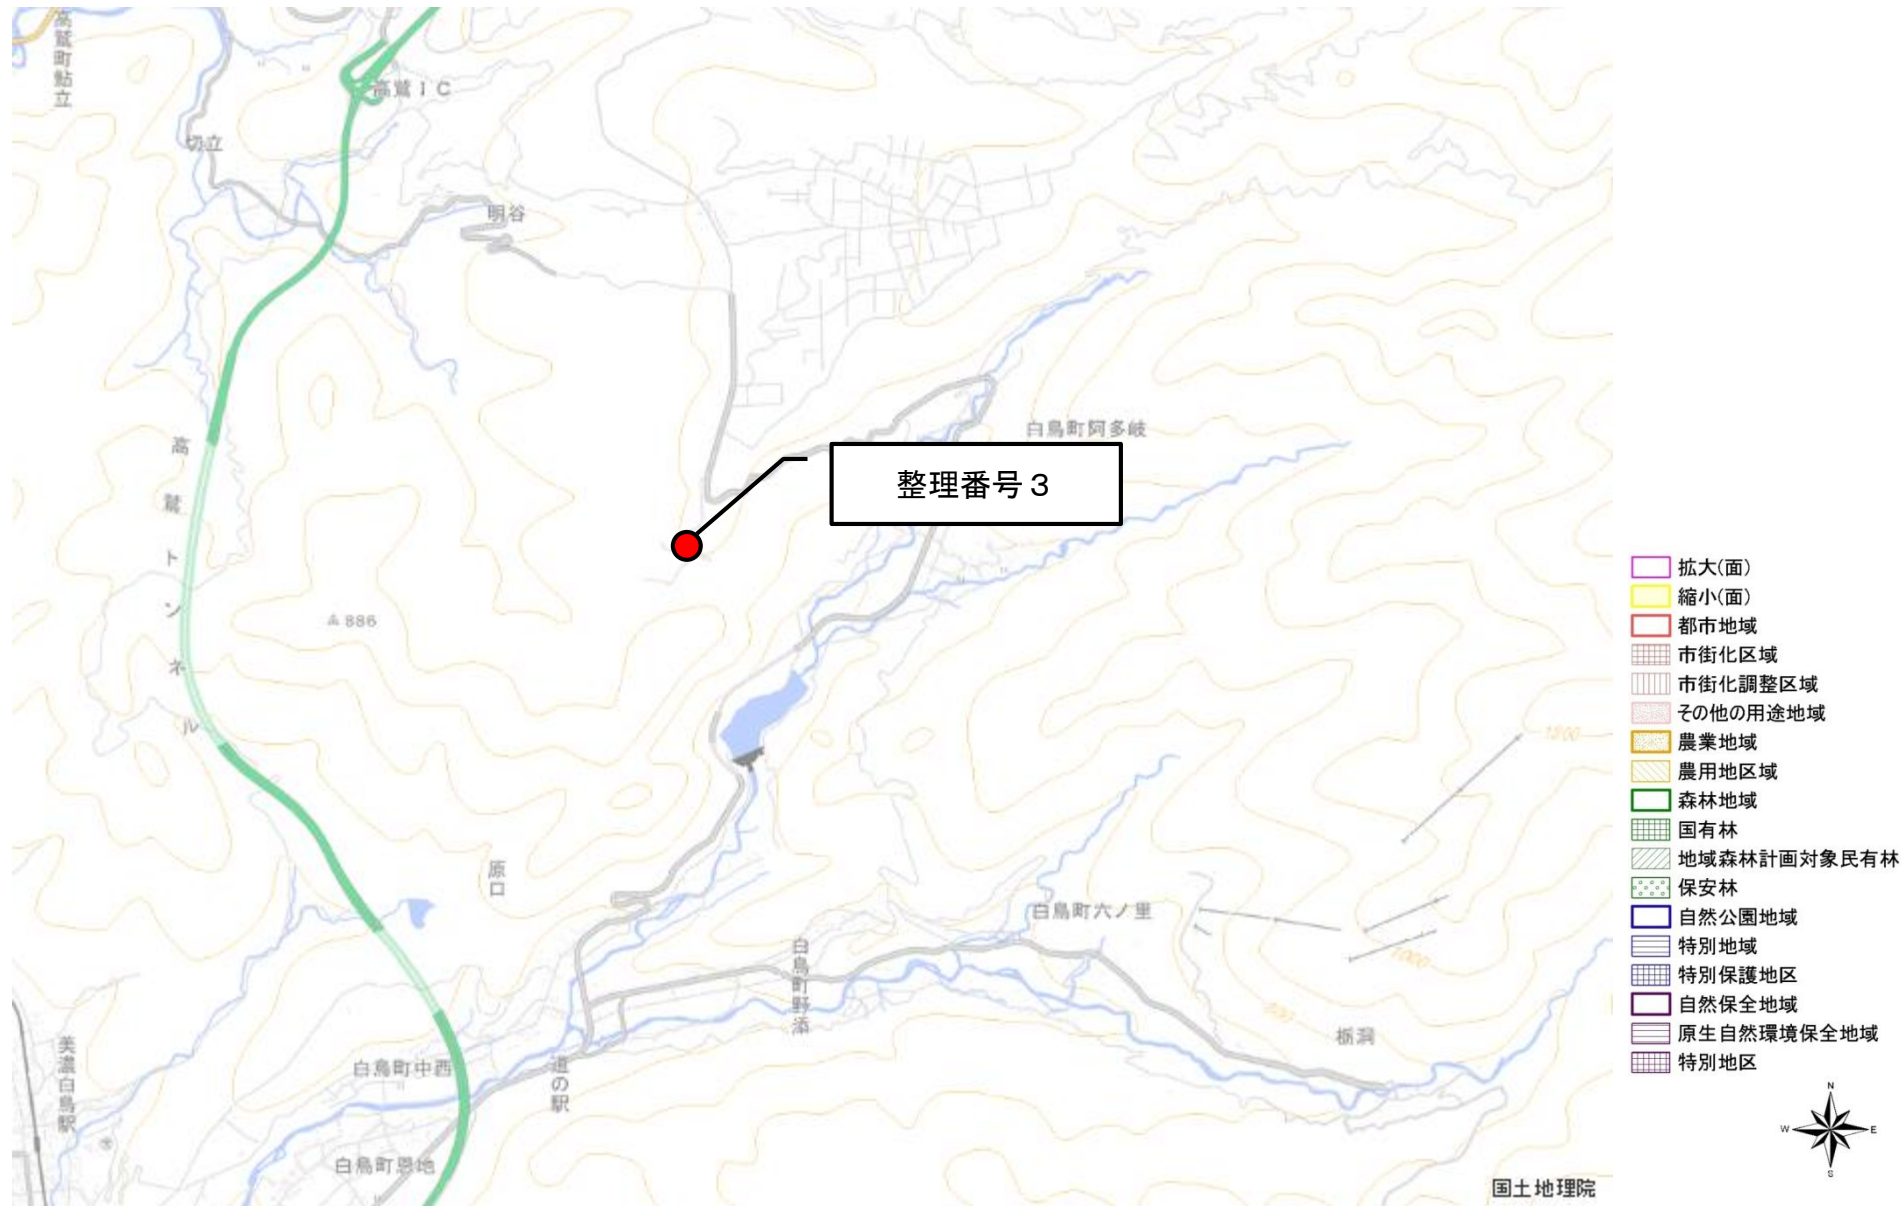 高鷲町鮎立
高鷲IC
切立
明谷
白鳥町阿多岐
高鷲トンネル
整理番号3
886
1200
原口
白鳥町六ノ里
白鳥町野添
1000
800
栃洞
美濃白鳥駅
白鳥町中西
道の駅
白鳥町恩地
国土地理院
拡大(面)
縮小(面)
都市地域
市街化区域
市街化調整区域
その他の用途地域
農業地域
農用地区域
森林地域
国有林
地域森林計画対象民有林
保安林
自然公園地域
特別地域
特別保護地区
自然保全地域
原生自然環境保全地域
特別地区
N
W
E
S